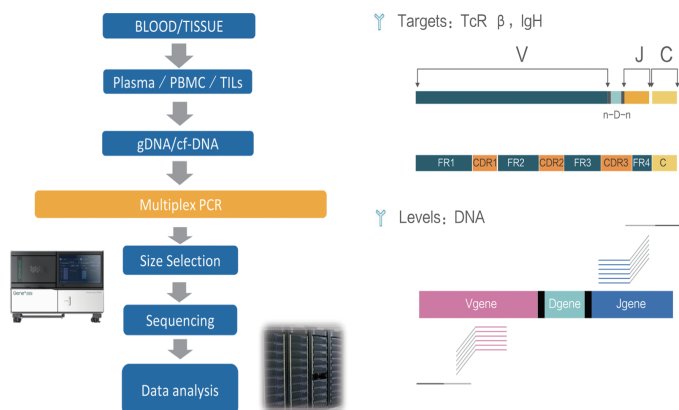 BLOOD/TISSUE
Plasma / PBMC / TILs
gDNA/cf-DNA
Multiplex PCR
Size Selection
Sequencing
Data analysis
Targets: TcR β, IgH
V J C
n-D-n
FR1 CDR1 FR2 CDR2 FR3 CDR3 FR4 C
Levels: DNA
Vgene Dgene Jgene